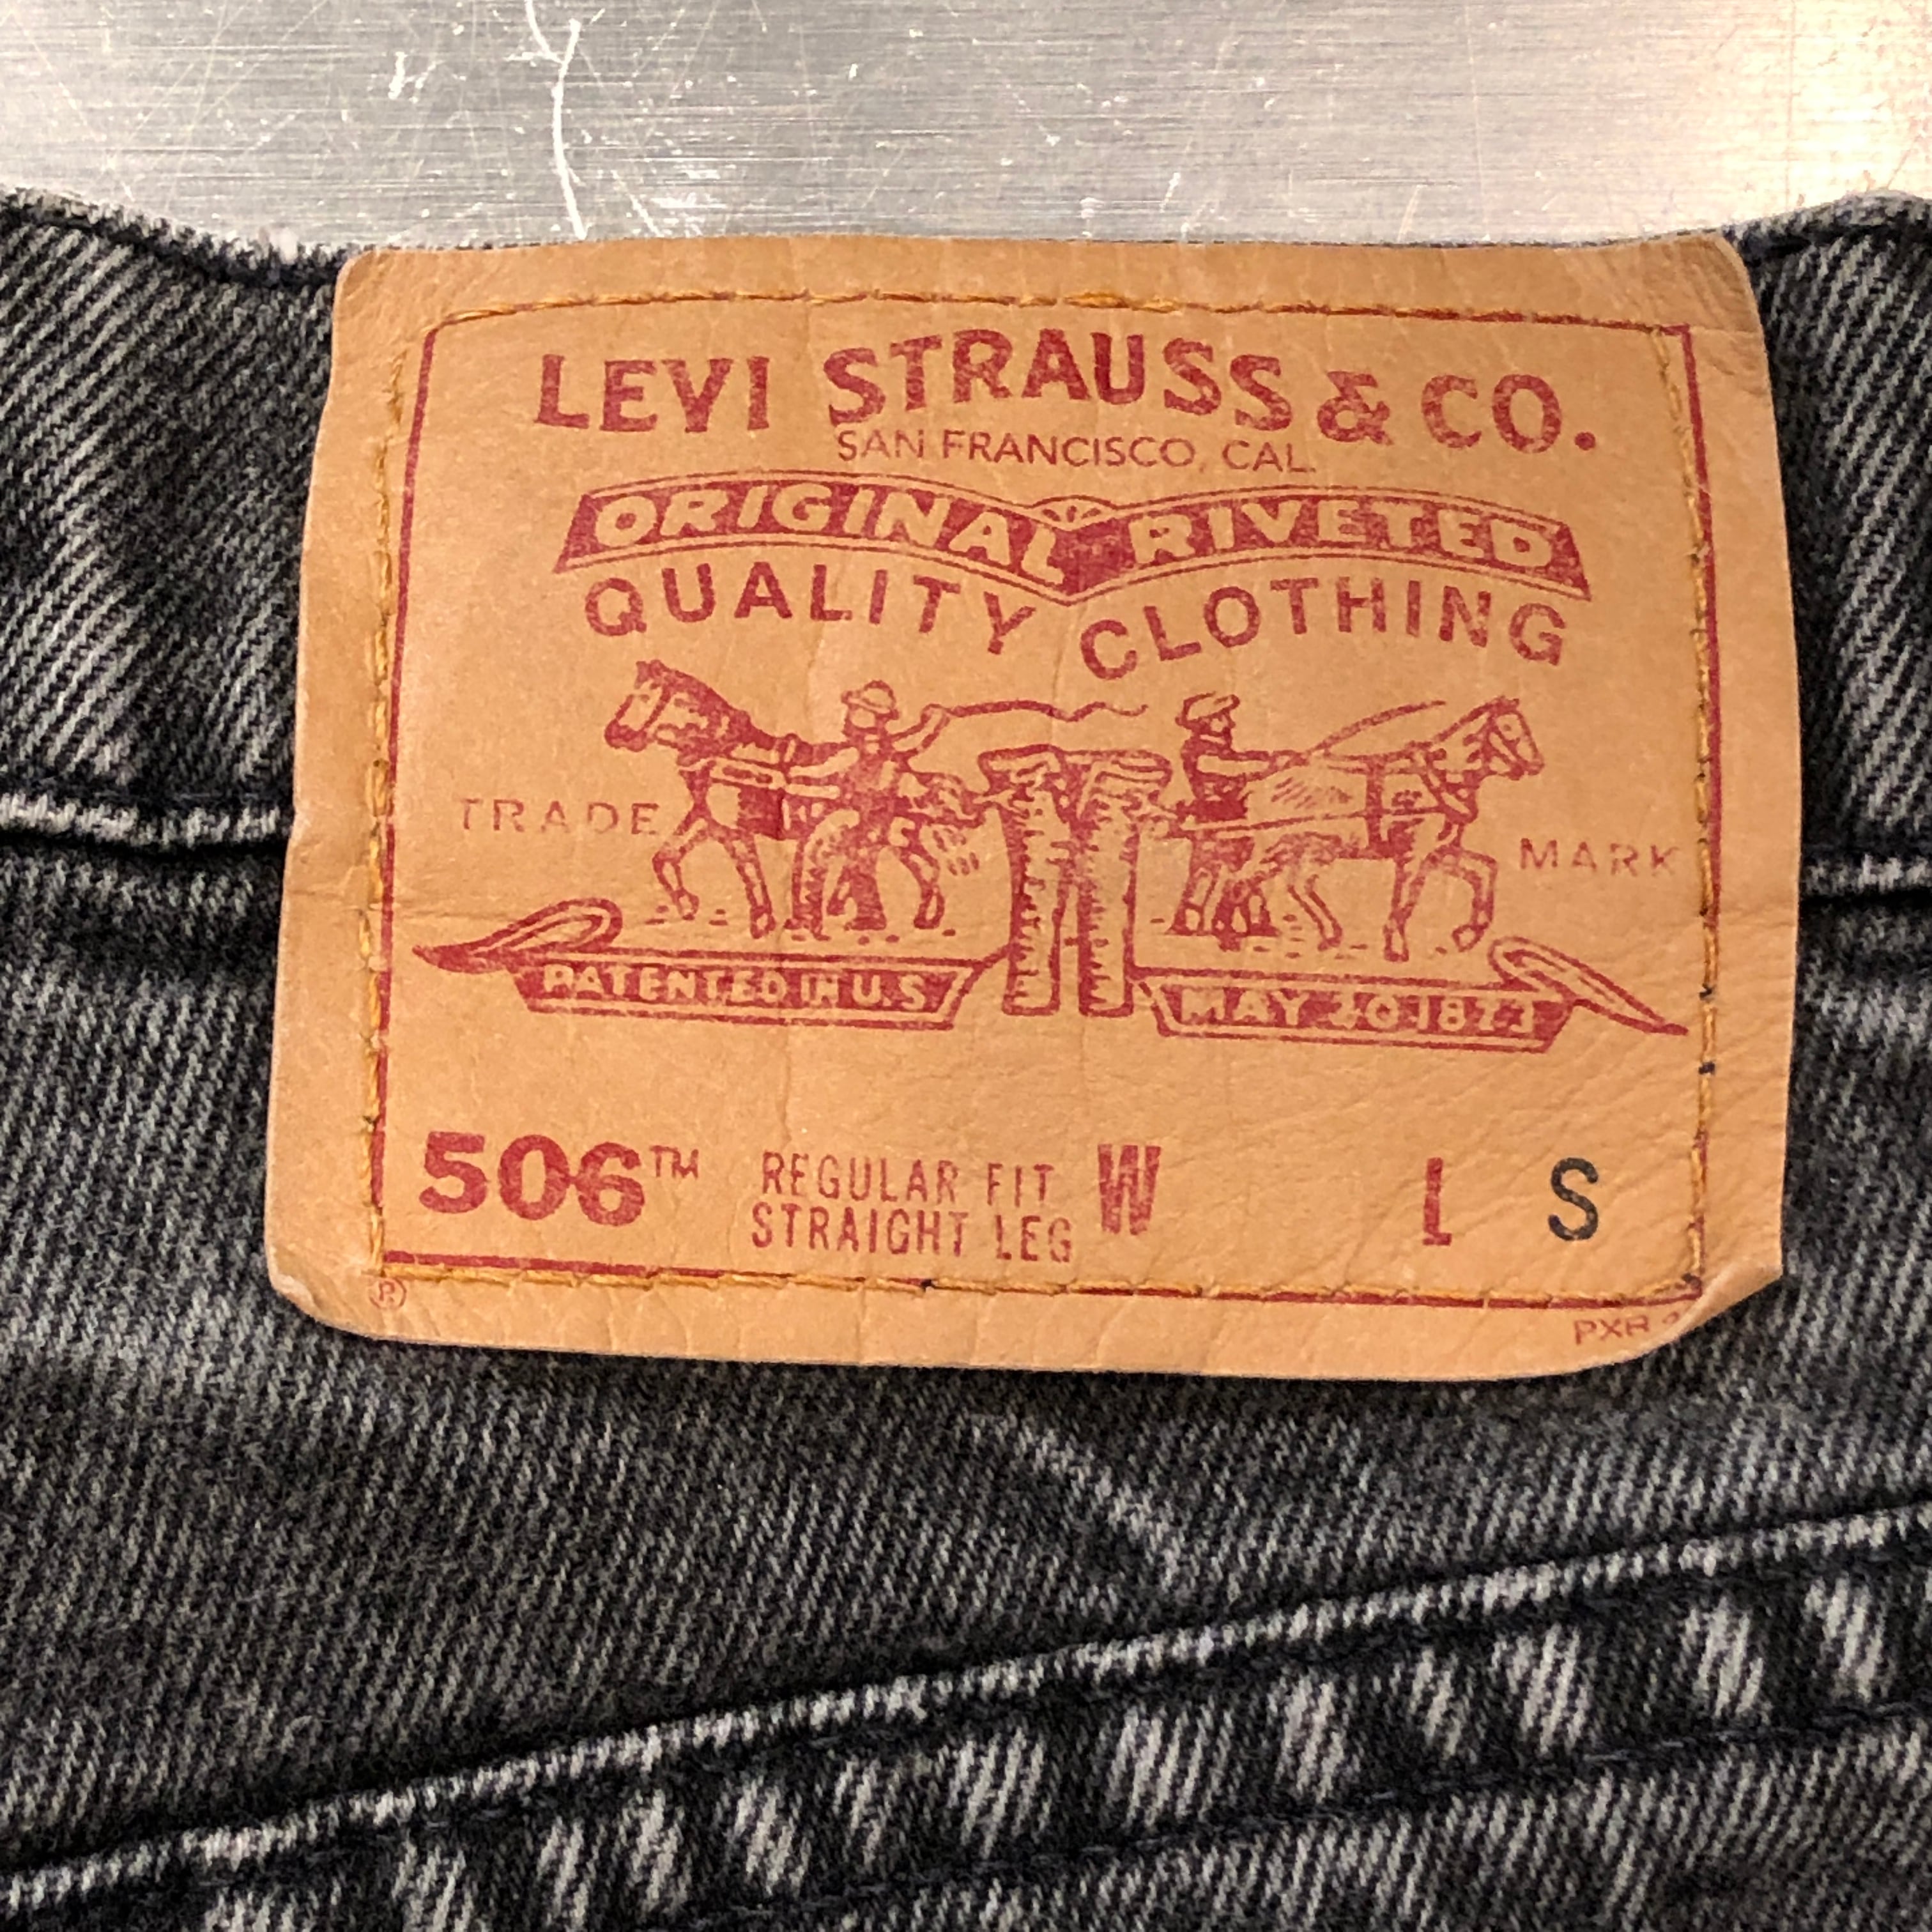 LEVI STRAUSS & CO.
SAN FRANCISCO, CAL.
ORIGINAL RIVETED
QUALITY CLOTHING
TRADE MARK
PATENTED IN U.S
MAY 20 1873
506™ REGULAR FIT W L S
STRAIGHT LEG
®